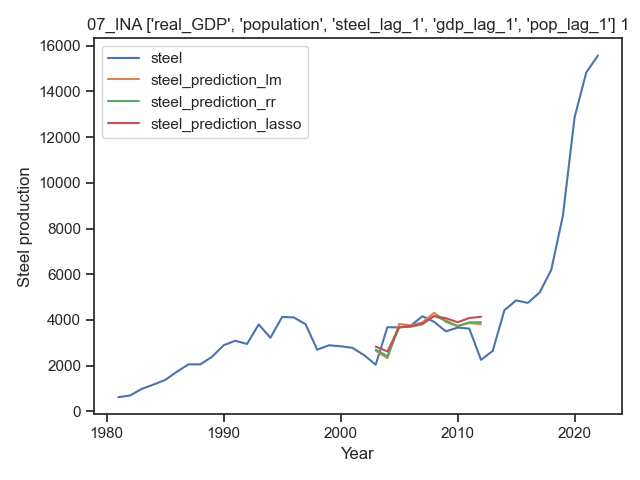 07_INA ['real_GDP', 'population', 'steel_lag_1', 'gdp_lag_1', 'pop_lag_1'] 1
steel
steel_prediction_lm
steel_prediction_rr
steel_prediction_lasso
16000
14000
12000
10000
8000
6000
4000
2000
0
Steel production
1980
1990
2000
2010
2020
Year